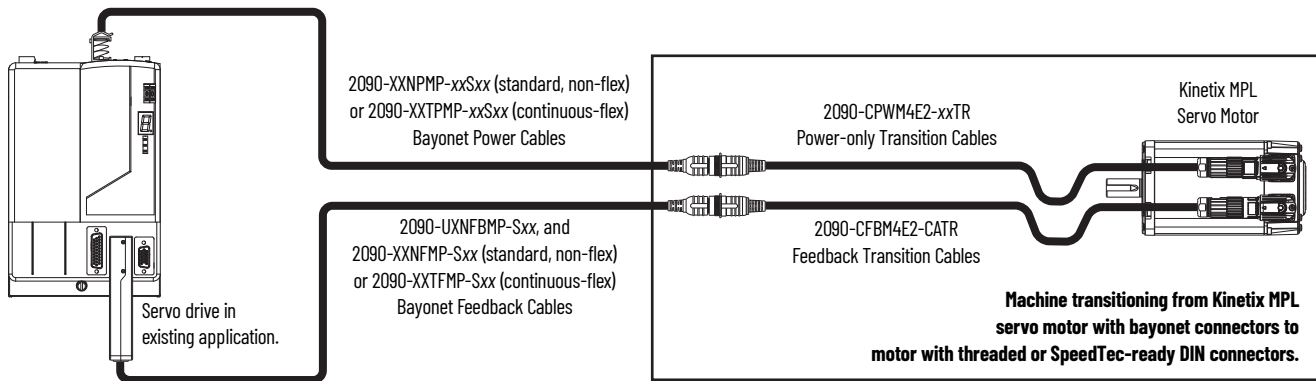 2090-XXNPMP-xxSxx (standard, non-flex)
or 2090-XXTPMP-xxSxx (continuous-flex)
Bayonet Power Cables
2090-CPWM4E2-xxTR
Power-only Transition Cables
Kinetix MPL
Servo Motor
2090-UXNFBMP-Sxx, and
2090-XXNFMP-Sxx (standard, non-flex)
or 2090-XXTFMP-Sxx (continuous-flex)
Bayonet Feedback Cables
2090-CFBM4E2-CATR
Feedback Transition Cables
Servo drive in
existing application.
Machine transitioning from Kinetix MPL
servo motor with bayonet connectors to
motor with threaded or SpeedTec-ready DIN connectors.